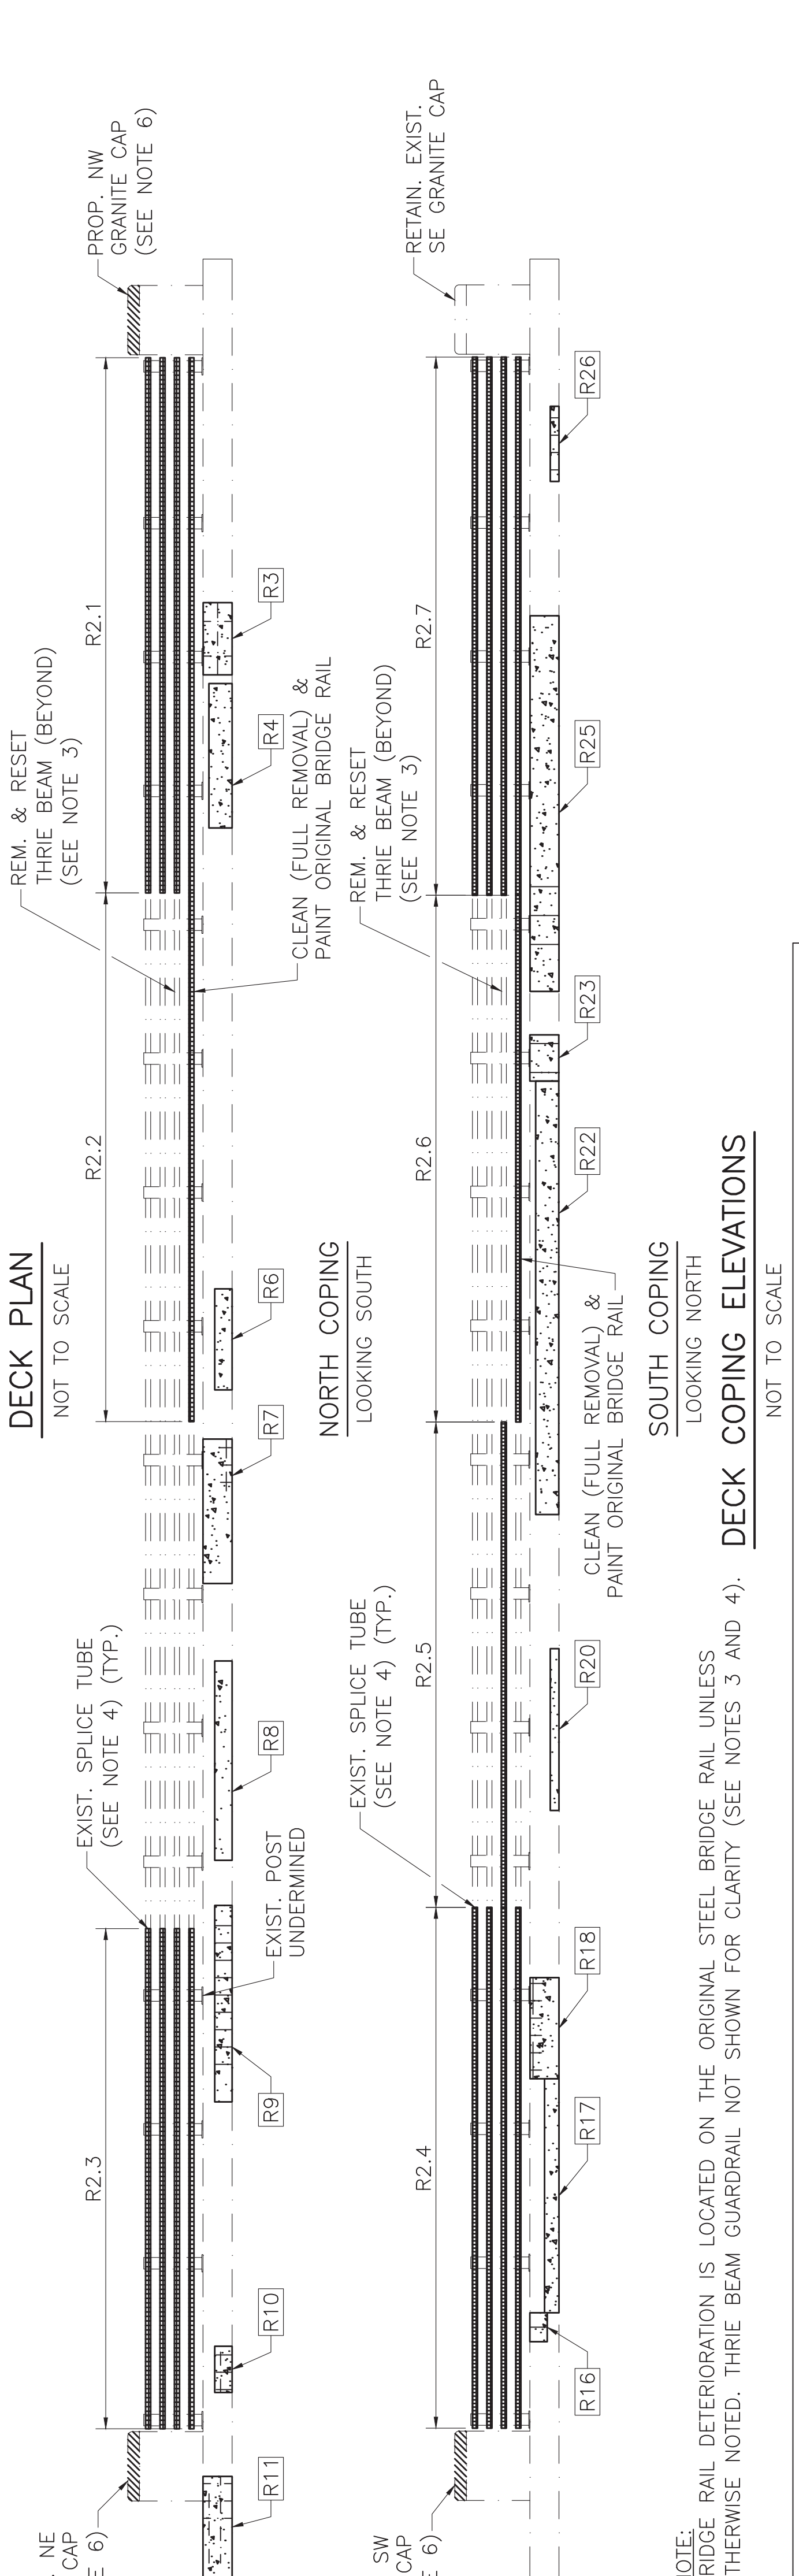 DECK PLAN
NOT TO SCALE
NE
CAP
6)
EXIST. SPLICE TUBE
(SEE NOTE 4) (TYP.)
REM. & RESET
THRIE BEAM (BEYOND)
(SEE NOTE 3)
PROP. NW
GRANITE CAP
(SEE NOTE 6)
R2.3
R2.2
R2.1
R11
R10
R9
EXIST. POST
UNDERMINED
R8
R7
R6
CLEAN (FULL REMOVAL) &
PAINT ORIGINAL BRIDGE RAIL
R4
R3
NORTH COPING
LOOKING SOUTH
SW
CAP
6)
EXIST. SPLICE TUBE
(SEE NOTE 4) (TYP.)
REM. & RESET
THRIE BEAM (BEYOND)
(SEE NOTE 3)
RETAIN. EXIST.
SE GRANITE CAP
R2.4
R2.5
R2.6
R2.7
R16
R17
R18
R20
CLEAN (FULL REMOVAL) &
PAINT ORIGINAL BRIDGE RAIL
R22
R23
R25
R26
SOUTH COPING
LOOKING NORTH
DECK COPING ELEVATIONS
NOT TO SCALE
NOTE:
RIDGE RAIL DETERIORATION IS LOCATED ON THE ORIGINAL STEEL BRIDGE RAIL UNLESS
THERWISE NOTED. THRIE BEAM GUARDRAIL NOT SHOWN FOR CLARITY (SEE NOTES 3 AND 4).